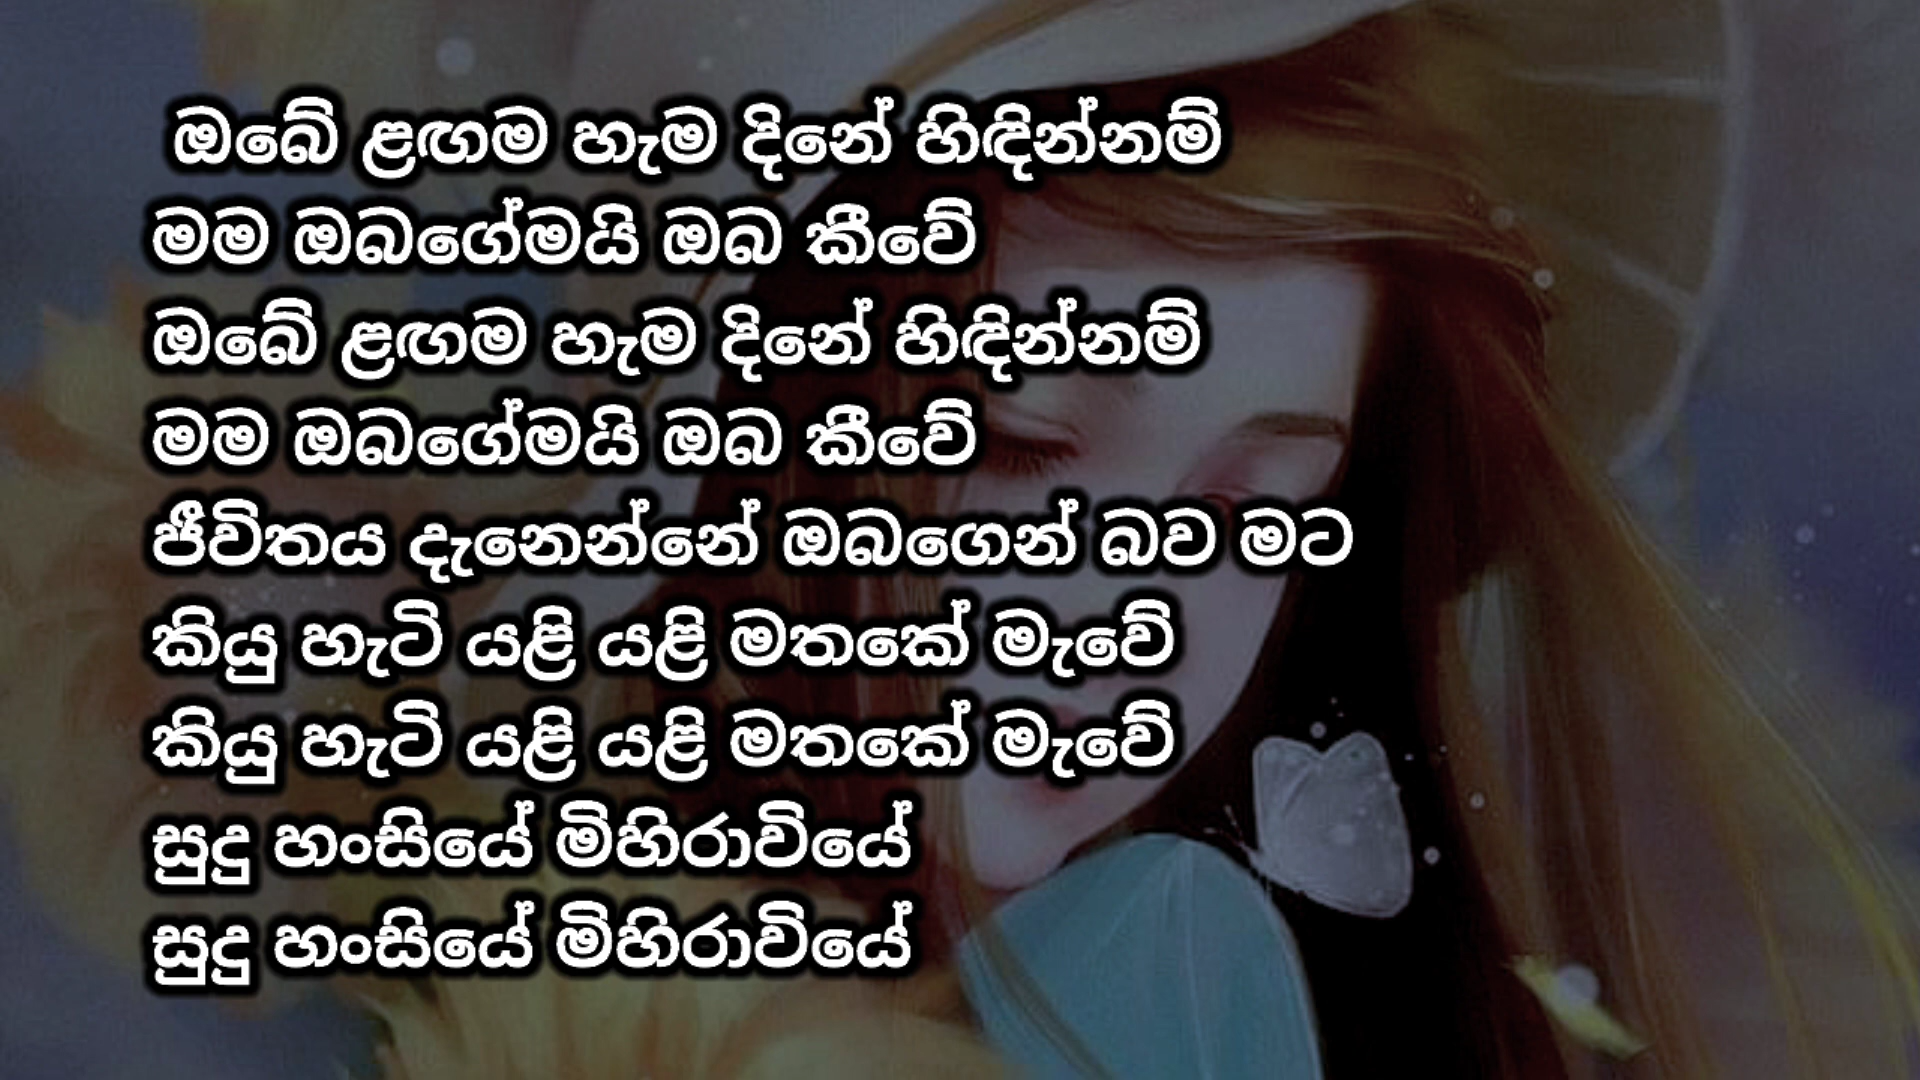 ඔබේ ළඟම හැම දිනේ හිඳින්නම්
මම ඔබගේමයි ඔබ කීවේ
ඔබේ ළඟම හැම දිනේ හිඳින්නම්
මම ඔබගේමයි ඔබ කීවේ
ජීවිතය දැනෙන්නේ ඔබගෙන් බව මට
කියු හැටි යළි යළි මතකේ මැවේ
කියු හැටි යළි යළි මතකේ මැවේ
සුදු හංසියේ මිහිරාවියේ
සුදු හංසියේ මිහිරාවියේ